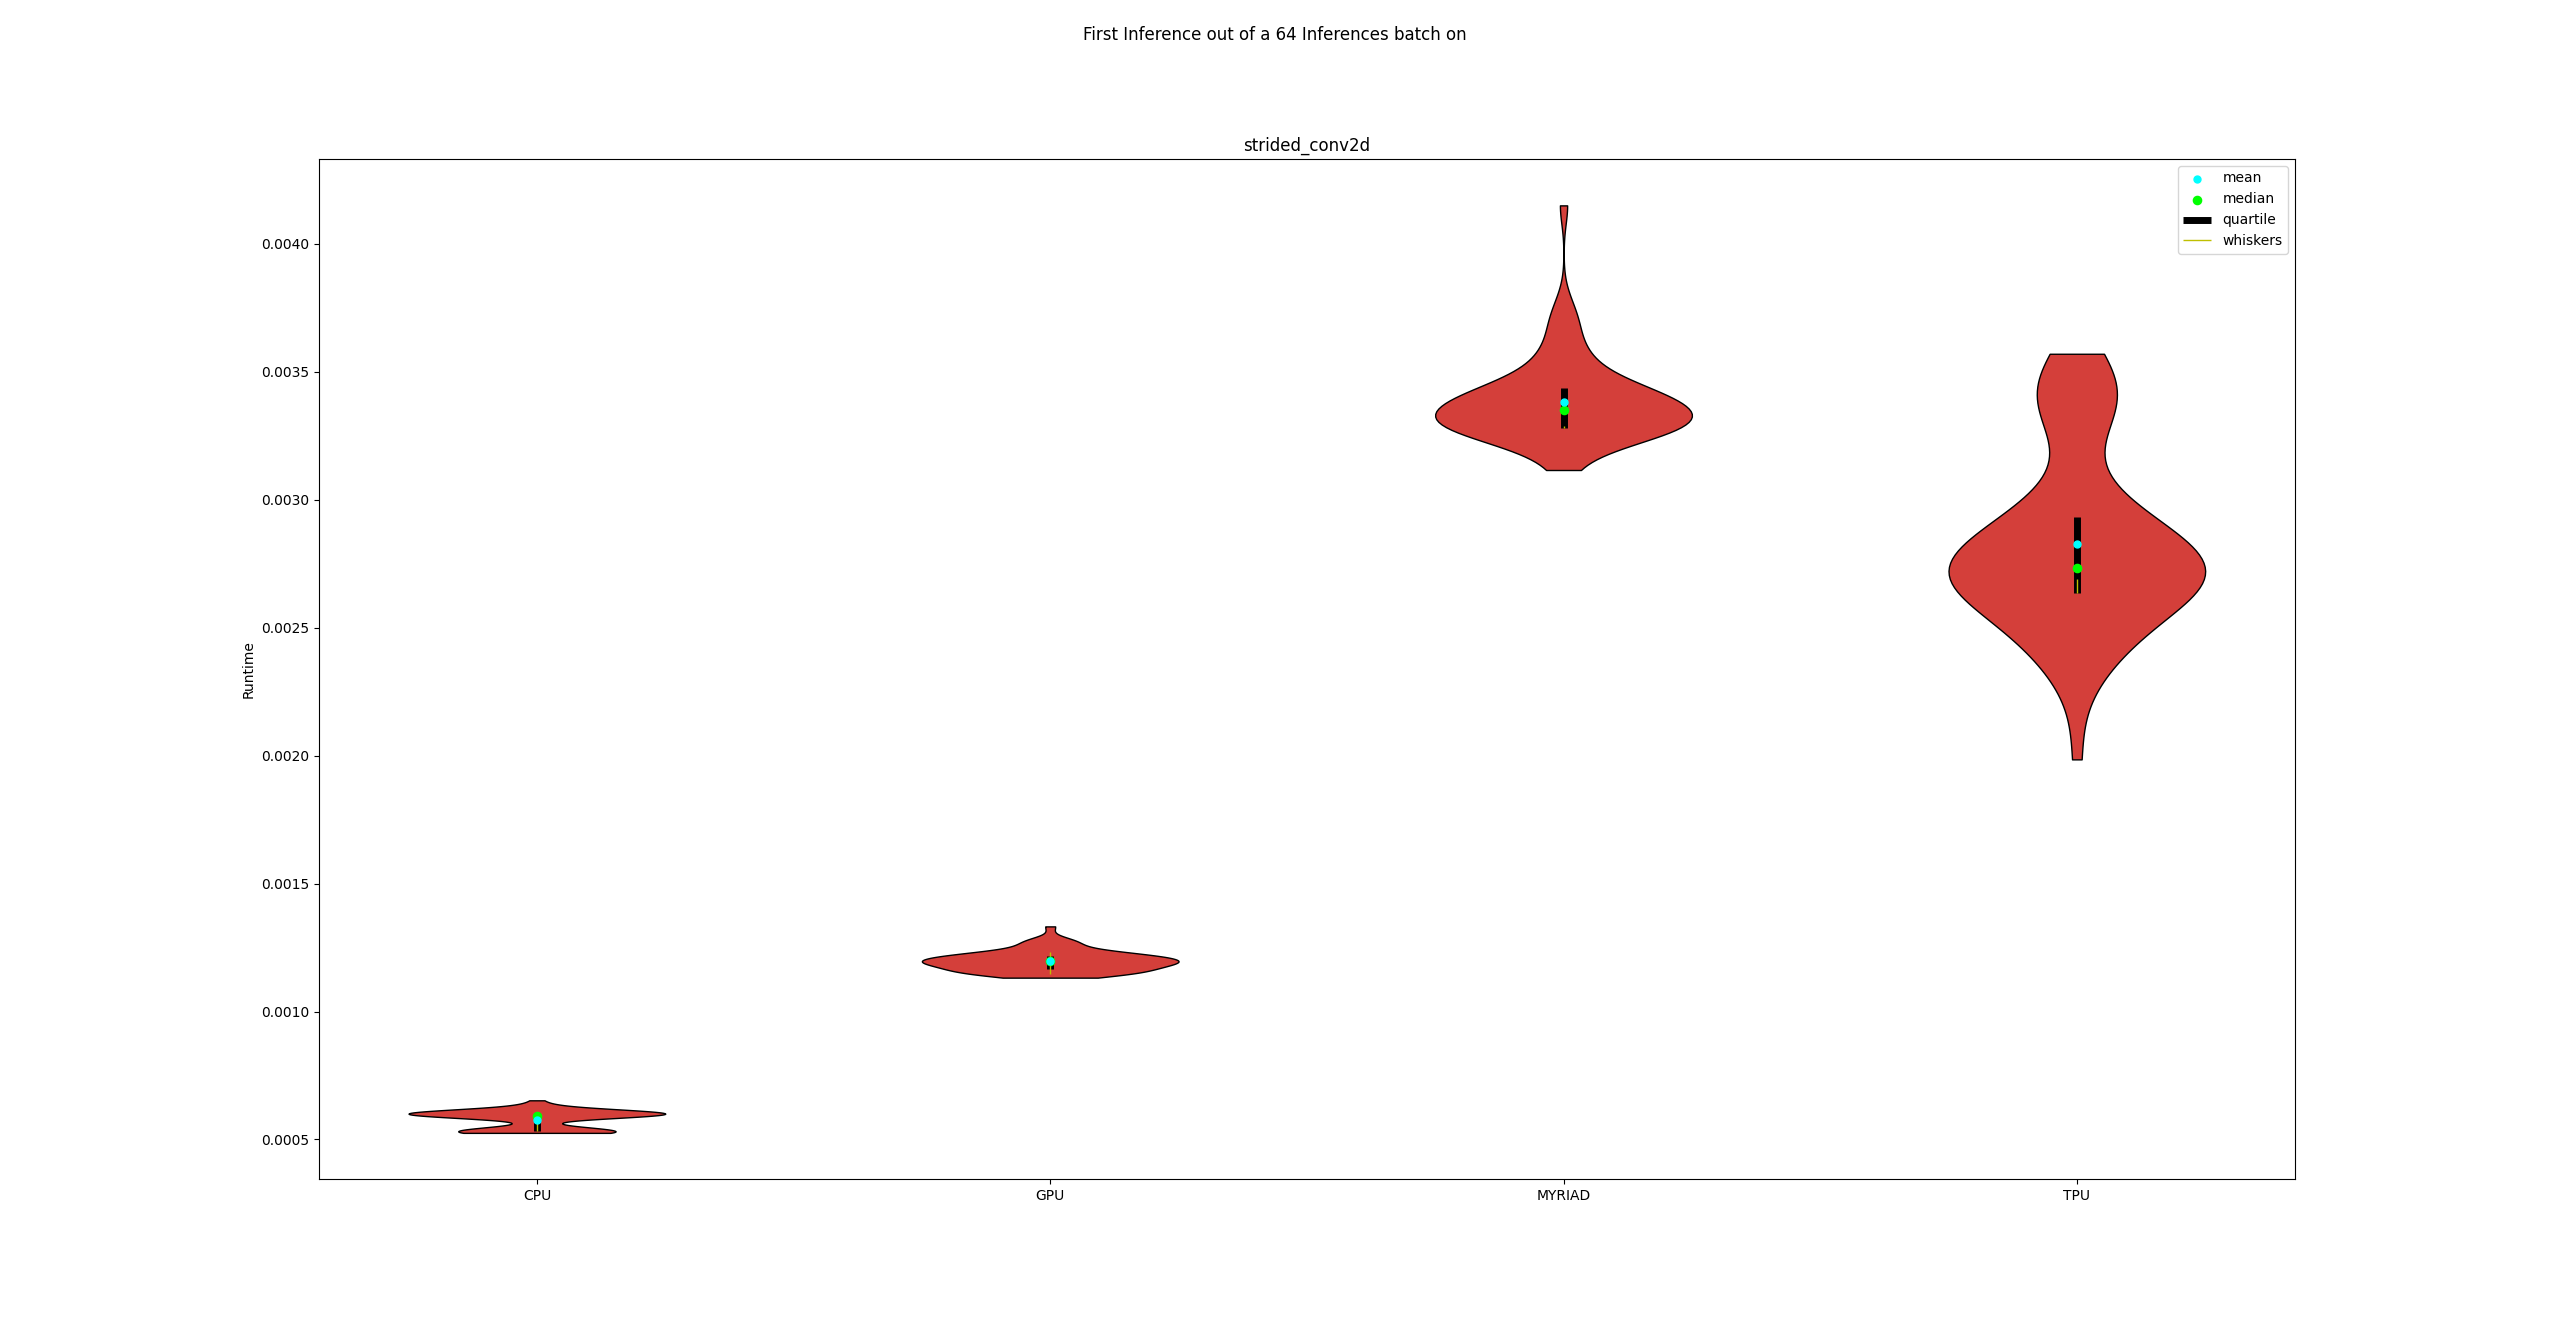 First Inference out of a 64 Inferences batch on
strided_conv2d
mean
median
quartile
whiskers
0.0040
0.0035
0.0030
0.0025
0.0020
0.0015
0.0010
0.0005
Runtime
CPU
GPU
MYRIAD
TPU